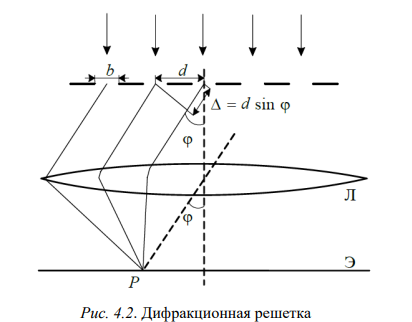 b
d
Δ = d sin φ
φ
Л
φ
Э
P
Рис. 4.2. Дифракционная решетка